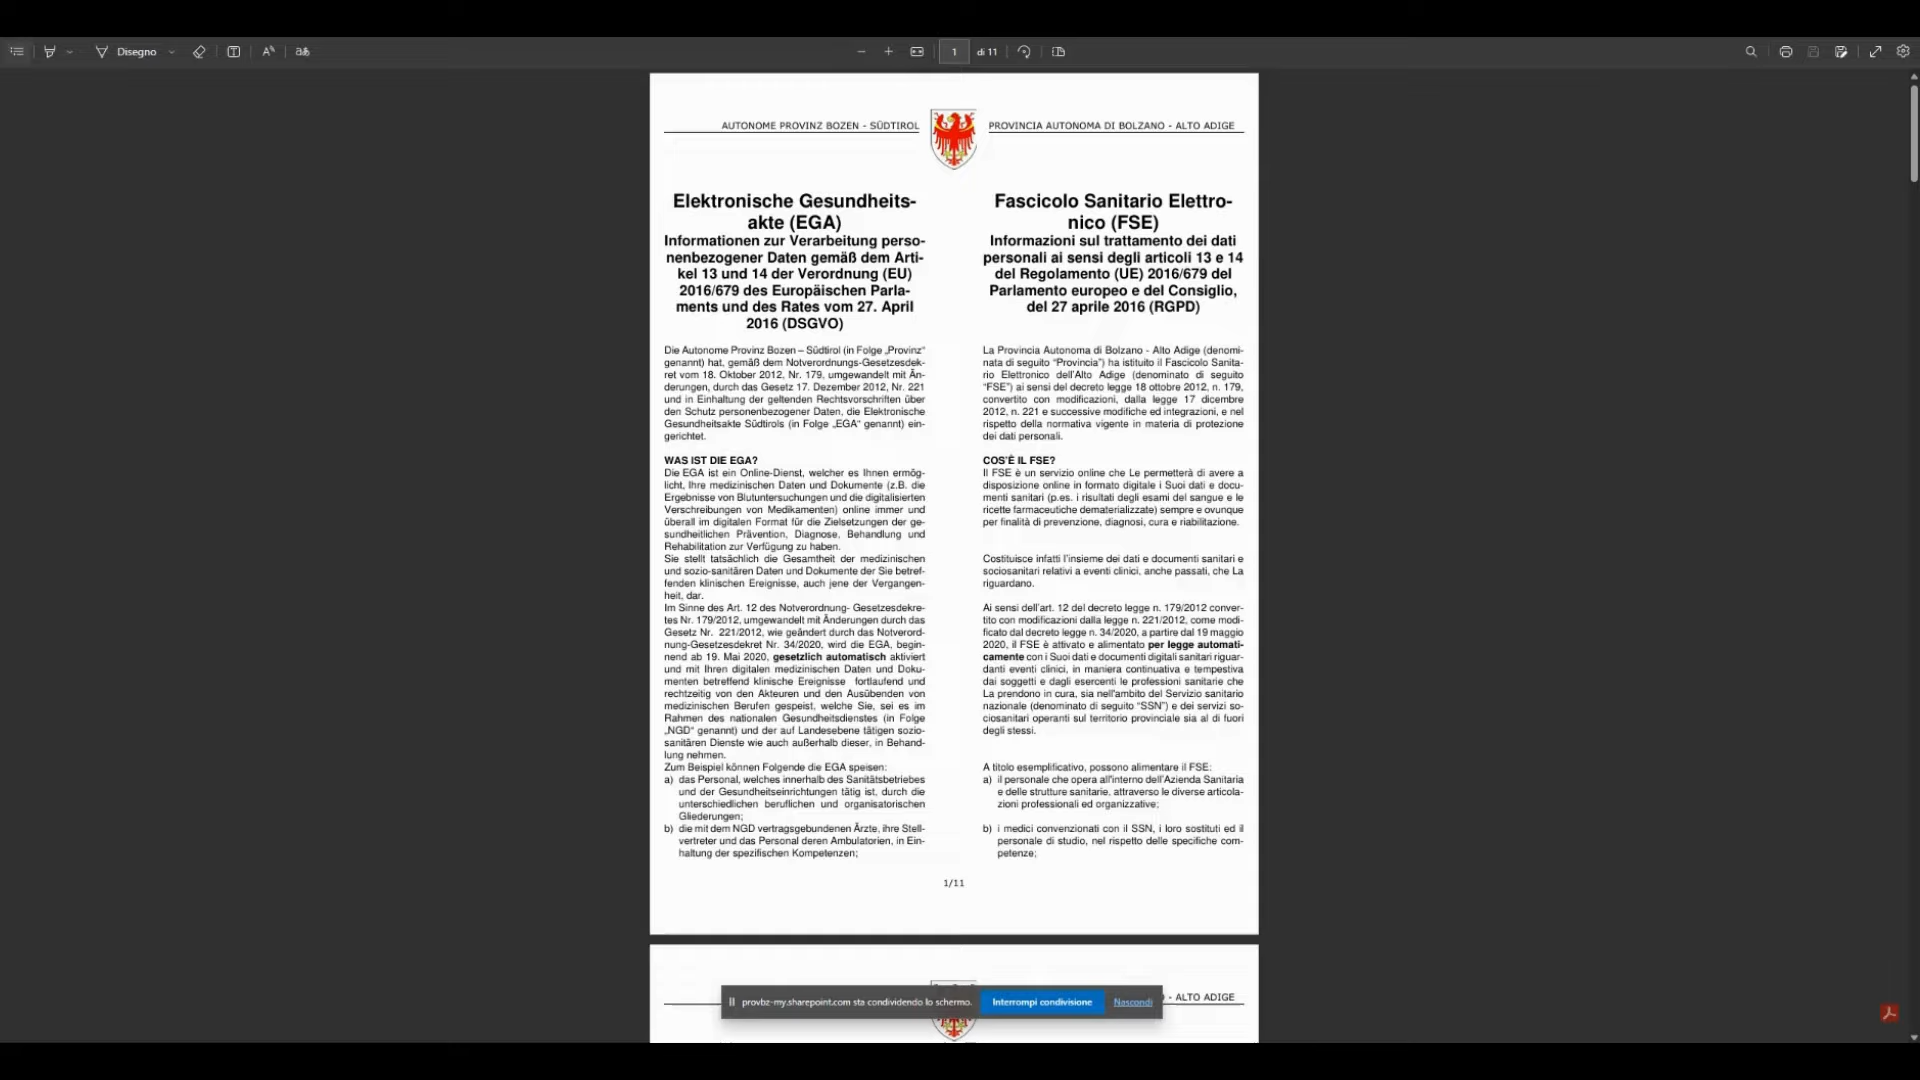 Disegno
1
di 11
AUTONOME PROVINZ BOZEN - SÜDTIROL
PROVINCIA AUTONOMA DI BOLZANO - ALTO ADIGE
Elektronische Gesundheits-
akte (EGA)
Informationen zur Verarbeitung perso-
nenbezogener Daten gemäß dem Arti-
kel 13 und 14 der Verordnung (EU)
2016/679 des Europäischen Parla-
ments und des Rates vom 27. April
2016 (DSGVO)
Die Autonome Provinz Bozen – Südtirol (in Folge „Provinz“
genannt) hat, gemäß dem Notverordnungs-Gesetzesdek-
ret vom 18. Oktober 2012, Nr. 179, umgewandelt mit Än-
derungen, durch das Gesetz 17. Dezember 2012, Nr. 221
und in Einhaltung der geltenden Rechtsvorschriften über
den Schutz personenbezogener Daten, die Elektronische
Gesundheitsakte Südtirols (in Folge „EGA“ genannt) ein-
gerichtet.
WAS IST DIE EGA?
Die EGA ist ein Online-Dienst, welcher es Ihnen ermög-
licht, Ihre medizinischen Daten und Dokumente (z.B. die
Ergebnisse von Blutuntersuchungen und die digitalisierten
Verschreibungen von Medikamenten) online immer und
überall im digitalen Format für die Zielsetzungen der ge-
sundheitlichen Prävention, Diagnose, Behandlung und
Rehabilitation zur Verfügung zu haben.
Sie stellt tatsächlich die Gesamtheit der medizinischen
und sozio-sanitären Daten und Dokumente der Sie betref-
fenden klinischen Ereignisse, auch jene der Vergangen-
heit, dar.
Im Sinne des Art. 12 des Notverordnung- Gesetzesdekre-
tes Nr. 179/2012, umgewandelt mit Änderungen durch das
Gesetz Nr. 221/2012, wie geändert durch das Notverord-
nung-Gesetzesdekret Nr. 34/2020, wird die EGA, begin-
nend ab 19. Mai 2020, gesetzlich automatisch aktiviert
und mit Ihren digitalen medizinischen Daten und Doku-
menten betreffend klinische Ereignisse fortlaufend und
rechtzeitig von den Akteuren und den Ausübenden von
medizinischen Berufen gespeist, welche Sie, sei es im
Rahmen des nationalen Gesundheitsdienstes (in Folge
„NGD“ genannt) und der auf Landesebene tätigen sozio-
sanitären Dienste wie auch außerhalb dieser, in Behand-
lung nehmen.
Zum Beispiel können Folgende die EGA speisen:
a) das Personal, welches innerhalb des Sanitätsbetriebes
und der Gesundheitseinrichtungen tätig ist, durch die
unterschiedlichen beruflichen und organisatorischen
Gliederungen;
b) die mit dem NGD vertragsgebundenen Ärzte, ihre Stell-
vertreter und das Personal deren Ambulatorien, in Ein-
haltung der spezifischen Kompetenzen;
Fascicolo Sanitario Elettro-
nico (FSE)
Informazioni sul trattamento dei dati
personali ai sensi degli articoli 13 e 14
del Regolamento (UE) 2016/679 del
Parlamento europeo e del Consiglio,
del 27 aprile 2016 (RGPD)
La Provincia Autonoma di Bolzano - Alto Adige (denomi-
nata di seguito “Provincia”) ha istituito il Fascicolo Sanita-
rio Elettronico dell’Alto Adige (denominato di seguito
“FSE”) ai sensi del decreto legge 18 ottobre 2012, n. 179,
convertito con modificazioni, dalla legge 17 dicembre
2012, n. 221 e successive modifiche ed integrazioni, e nel
rispetto della normativa vigente in materia di protezione
dei dati personali.
COS’È IL FSE?
Il FSE è un servizio online che Le permetterà di avere a
disposizione online in formato digitale i Suoi dati e docu-
menti sanitari (p.es. i risultati degli esami del sangue e le
ricette farmaceutiche dematerializzate) sempre e ovunque
per finalità di prevenzione, diagnosi, cura e riabilitazione.
Costituisce infatti l’insieme dei dati e documenti sanitari e
sociosanitari relativi a eventi clinici, anche passati, che La
riguardano.
Ai sensi dell’art. 12 del decreto legge n. 179/2012 conver-
tito con modificazioni dalla legge n. 221/2012, come modi-
ficato dal decreto legge n. 34/2020, a partire dal 19 maggio
2020, il FSE è attivato e alimentato per legge automati-
camente con i Suoi dati e documenti digitali sanitari riguar-
danti eventi clinici, in maniera continuativa e tempestiva
dai soggetti e dagli esercenti le professioni sanitarie che
La prendono in cura, sia nell’ambito del Servizio sanitario
nazionale (denominato di seguito “SSN”) e dei servizi so-
ciosanitari operanti sul territorio provinciale sia al di fuori
degli stessi.
A titolo esemplificativo, possono alimentare il FSE:
a) il personale che opera all’interno dell’Azienda Sanitaria
e delle strutture sanitarie, attraverso le diverse articola-
zioni professionali ed organizzative;
b) i medici convenzionati con il SSN, i loro sostituti ed il
personale di studio, nel rispetto delle specifiche com-
petenze;
1/11
- ALTO ADIGE
provbz-my.sharepoint.com sta condividendo lo schermo.
Interrompi condivisione
Nascondi